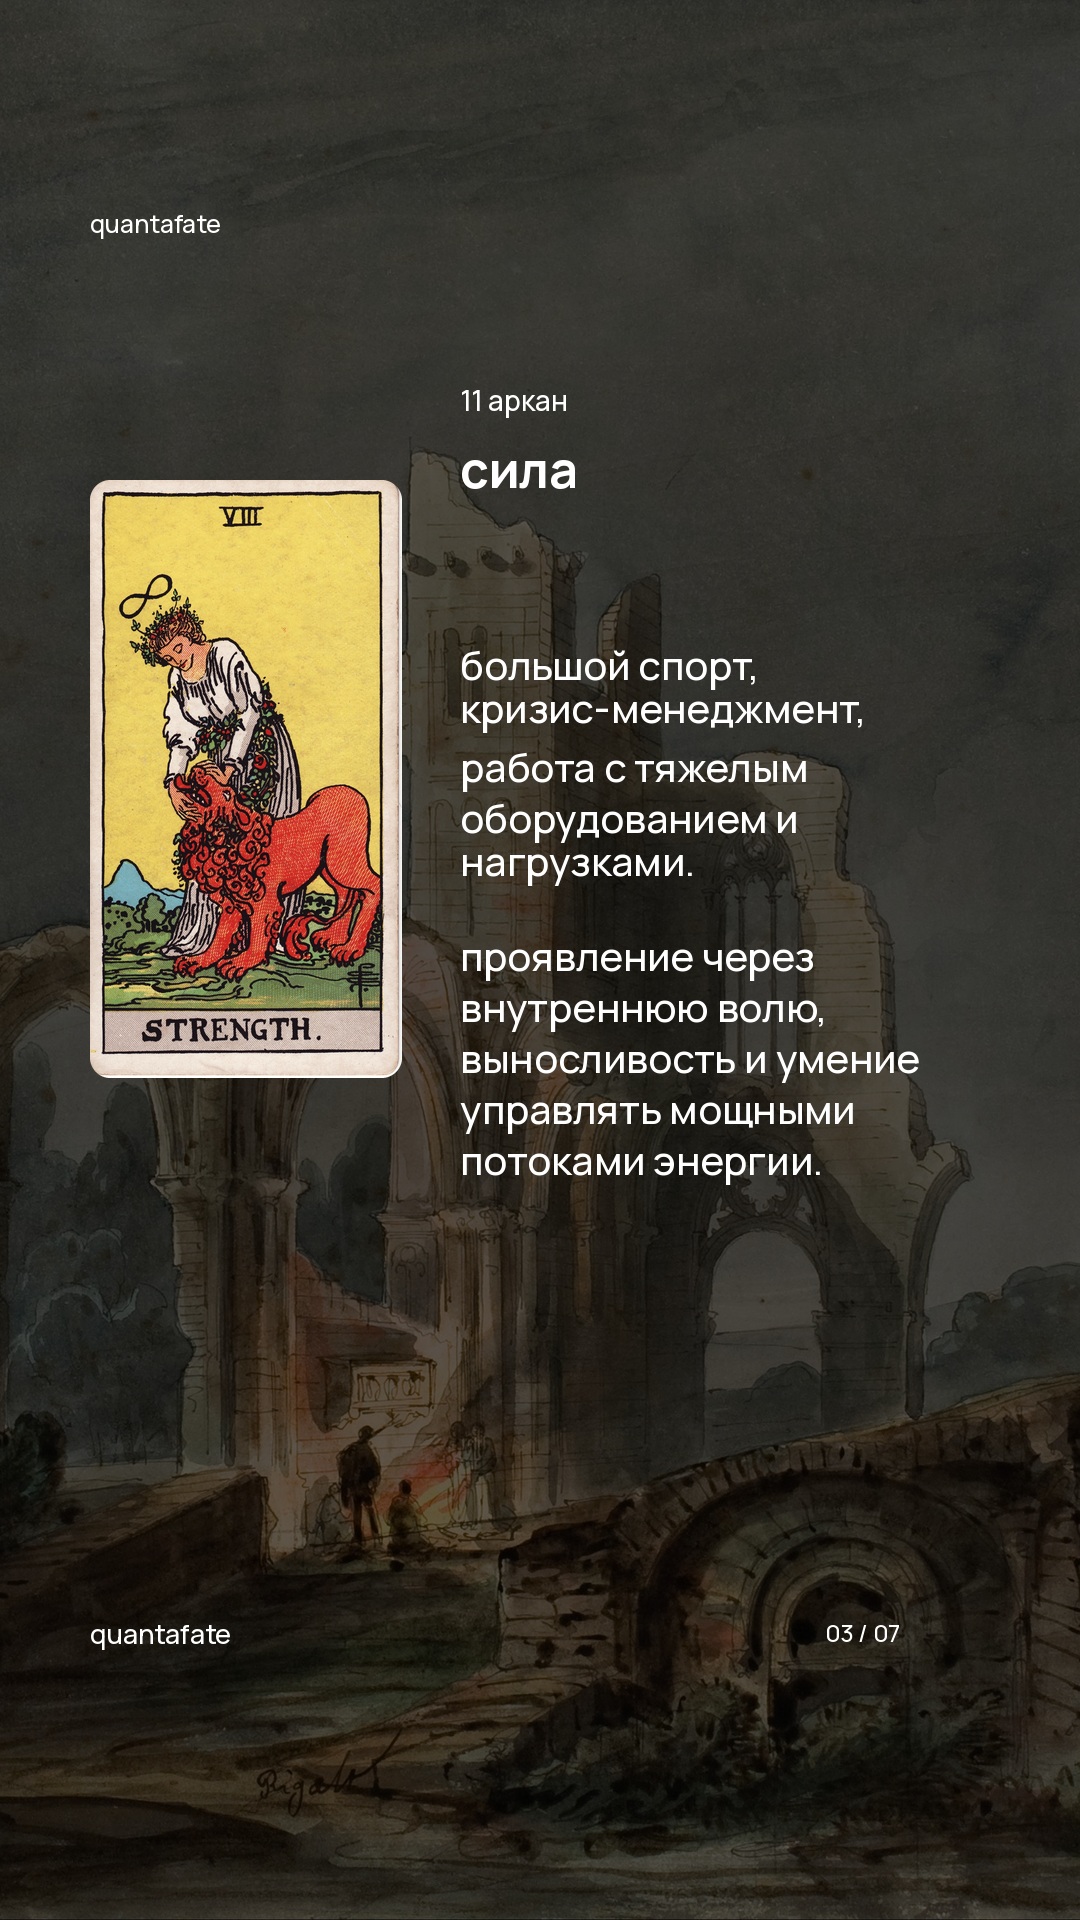 quantafate
11 аркан
сила
VIII
STRENGTH.
большой спорт,
кризис-менеджмент,
работа с тяжелым
оборудованием и
нагрузками.
проявление через
внутреннюю волю,
выносливость и умение
управлять мощными
потоками энергии.
quantafate
03 / 07